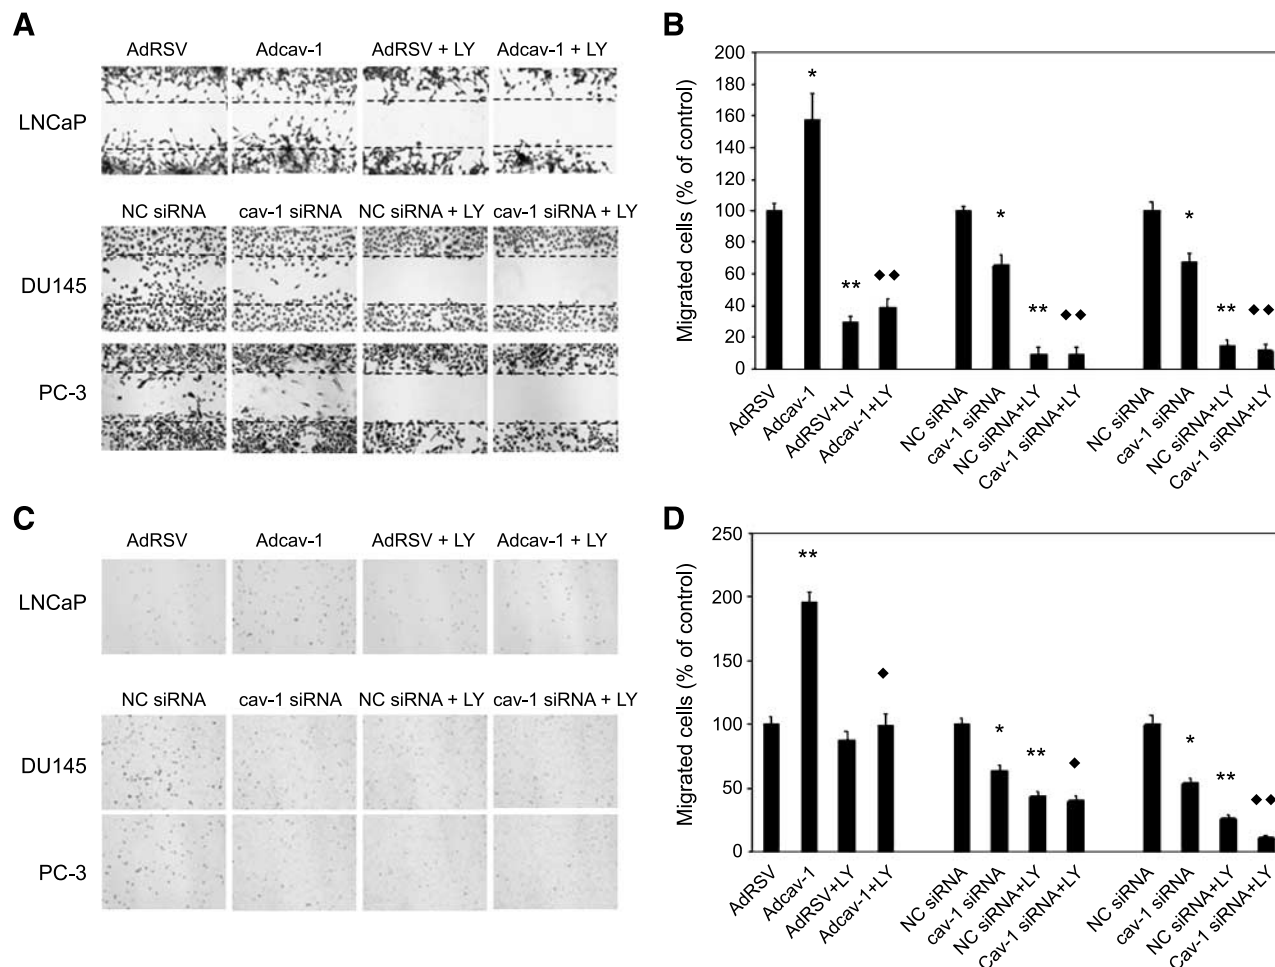 A
AdRSV Adcav-1 AdRSV + LY Adcav-1 + LY
LNCaP
NC siRNA cav-1 siRNA NC siRNA + LY cav-1 siRNA + LY
DU145
PC-3
B
Migrated cells (% of control)
200
180
160
140
120
100
80
60
40
20
0
*
**
◆◆
*
**
◆◆
*
**
◆◆
AdRSV
Adcav-1
AdRSV+LY
Adcav-1+LY
NC siRNA
cav-1 siRNA
NC siRNA+LY
Cav-1 siRNA+LY
NC siRNA
cav-1 siRNA
NC siRNA+LY
Cav-1 siRNA+LY
C
AdRSV Adcav-1 AdRSV + LY Adcav-1 + LY
LNCaP
NC siRNA cav-1 siRNA NC siRNA + LY cav-1 siRNA + LY
DU145
PC-3
D
Migrated cells (% of control)
250
200
150
100
50
0
**
◆
*
**
◆
*
**
◆◆
AdRSV
Adcav-1
AdRSV+LY
Adcav-1+LY
NC siRNA
cav-1 siRNA
NC siRNA+LY
Cav-1 siRNA+LY
NC siRNA
cav-1 siRNA
NC siRNA+LY
Cav-1 siRNA+LY